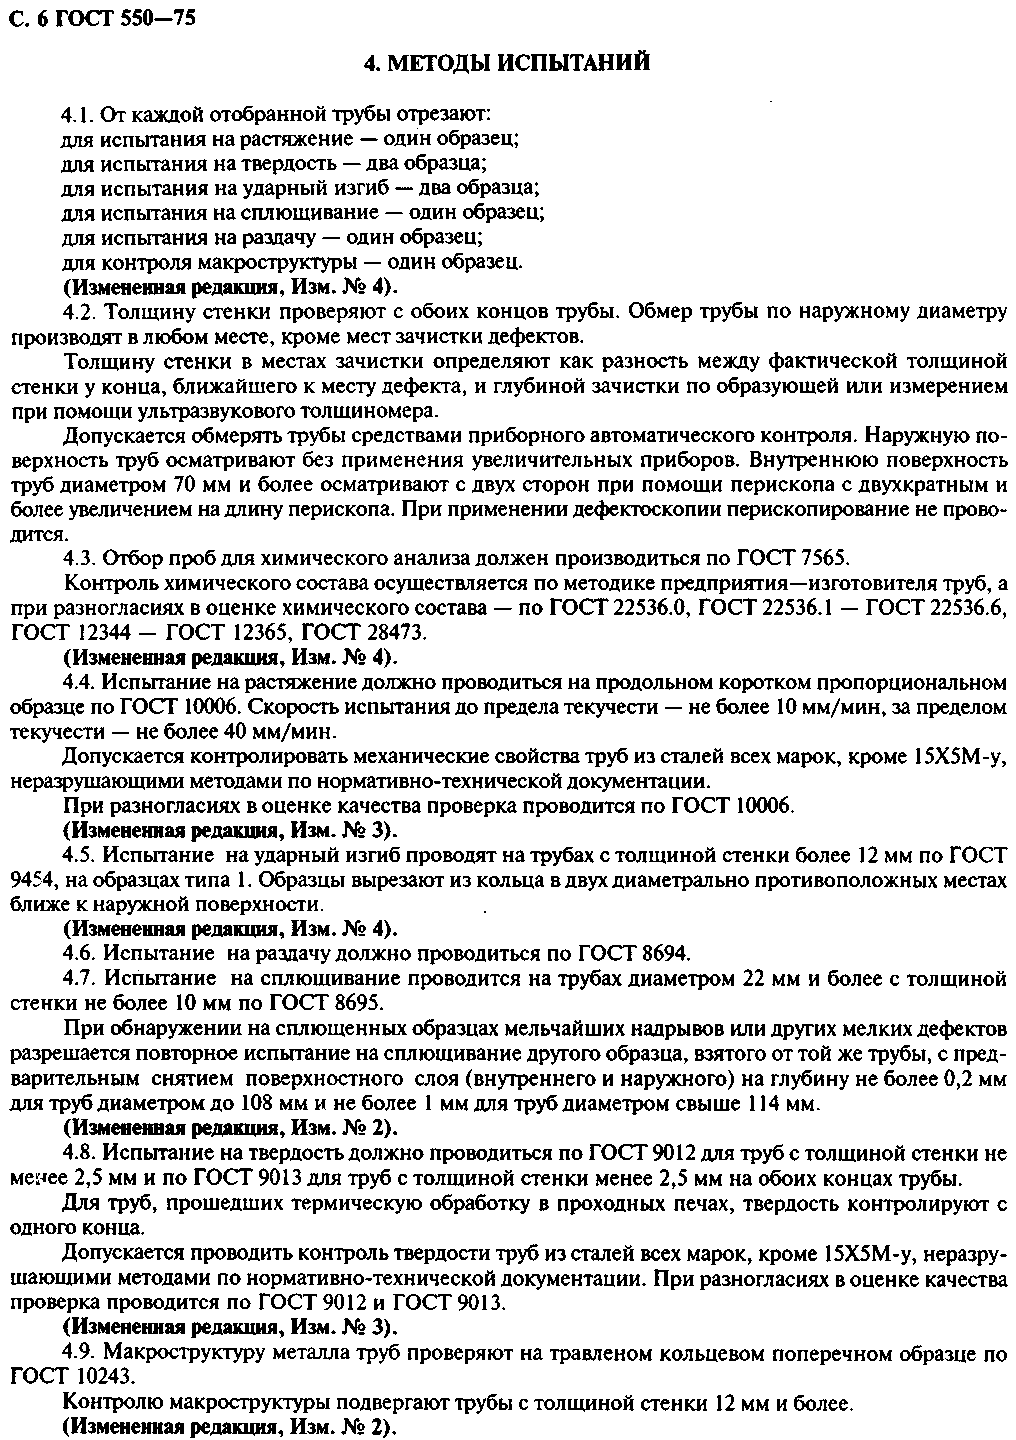 С. 6 ГОСТ 550—75
4. МЕТОДЫ ИСПЫТАНИЙ
4.1. От каждой отобранной трубы отрезают:
для испытания на растяжение — один образец;
для испытания на твердость — два образца;
для испытания на ударный изгиб — два образца;
для испытания на сплющивание — один образец;
для испытания на раздачу — один образец;
для контроля макроструктуры — один образец.
(Измененная редакция, Изм. № 4).
4.2. Толщину стенки проверяют с обоих концов трубы. Обмер трубы по наружному диаметру
производят в любом месте, кроме мест зачистки дефектов.
Толщину стенки в местах зачистки определяют как разность между фактической толщиной
стенки у конца, ближайшего к месту дефекта, и глубиной зачистки по образующей или измерением
при помощи ультразвукового толщиномера.
Допускается обмерять трубы средствами приборного автоматического контроля. Наружную по-
верхность труб осматривают без применения увеличительных приборов. Внутреннюю поверхность
труб диаметром 70 мм и более осматривают с двух сторон при помощи перископа с двухкратным и
более увеличением на длину перископа. При применении дефектоскопии перископирование не прово-
дится.
4.3. Отбор проб для химического анализа должен производиться по ГОСТ 7565.
Контроль химического состава осуществляется по методике предприятия—изготовителя труб, а
при разногласиях в оценке химического состава — по ГОСТ 22536.0, ГОСТ 22536.1 — ГОСТ 22536.6,
ГОСТ 12344 — ГОСТ 12365, ГОСТ 28473.
(Измененная редакция, Изм. № 4).
4.4. Испытание на растяжение должно проводиться на продольном коротком пропорциональном
образце по ГОСТ 10006. Скорость испытания до предела текучести — не более 10 мм/мин, за пределом
текучести — не более 40 мм/мин.
Допускается контролировать механические свойства труб из сталей всех марок, кроме 15Х5М-у,
неразрушающими методами по нормативно-технической документации.
При разногласиях в оценке качества проверка проводится по ГОСТ 10006.
(Измененная редакция, Изм. № 3).
4.5. Испытание на ударный изгиб проводят на трубах с толщиной стенки более 12 мм по ГОСТ
9454, на образцах типа 1. Образцы вырезают из кольца в двух диаметрально противоположных местах
ближе к наружной поверхности.
(Измененная редакция, Изм. № 4).
4.6. Испытание на раздачу должно проводиться по ГОСТ 8694.
4.7. Испытание на сплющивание проводится на трубах диаметром 22 мм и более с толщиной
стенки не более 10 мм по ГОСТ 8695.
При обнаружении на сплющенных образцах мельчайших надрывов или других мелких дефектов
разрешается повторное испытание на сплющивание другого образца, взятого от той же трубы, с пред-
варительным снятием поверхностного слоя (внутреннего и наружного) на глубину не более 0,2 мм
для труб диаметром до 108 мм и не более 1 мм для труб диаметром свыше 114 мм.
(Измененная редакция, Изм. № 2).
4.8. Испытание на твердость должно проводиться по ГОСТ 9012 для труб с толщиной стенки не
менее 2,5 мм и по ГОСТ 9013 для труб с толщиной стенки менее 2,5 мм на обоих концах трубы.
Для труб, прошедших термическую обработку в проходных печах, твердость контролируют с
одного конца.
Допускается проводить контроль твердости труб из сталей всех марок, кроме 15Х5М-у, неразру-
шающими методами по нормативно-технической документации. При разногласиях в оценке качества
проверка проводится по ГОСТ 9012 и ГОСТ 9013.
(Измененная редакция, Изм. № 3).
4.9. Макроструктуру металла труб проверяют на травленом кольцевом поперечном образце по
ГОСТ 10243.
Контролю макроструктуры подвергают трубы с толщиной стенки 12 мм и более.
(Измененная редакция, Изм. № 2).